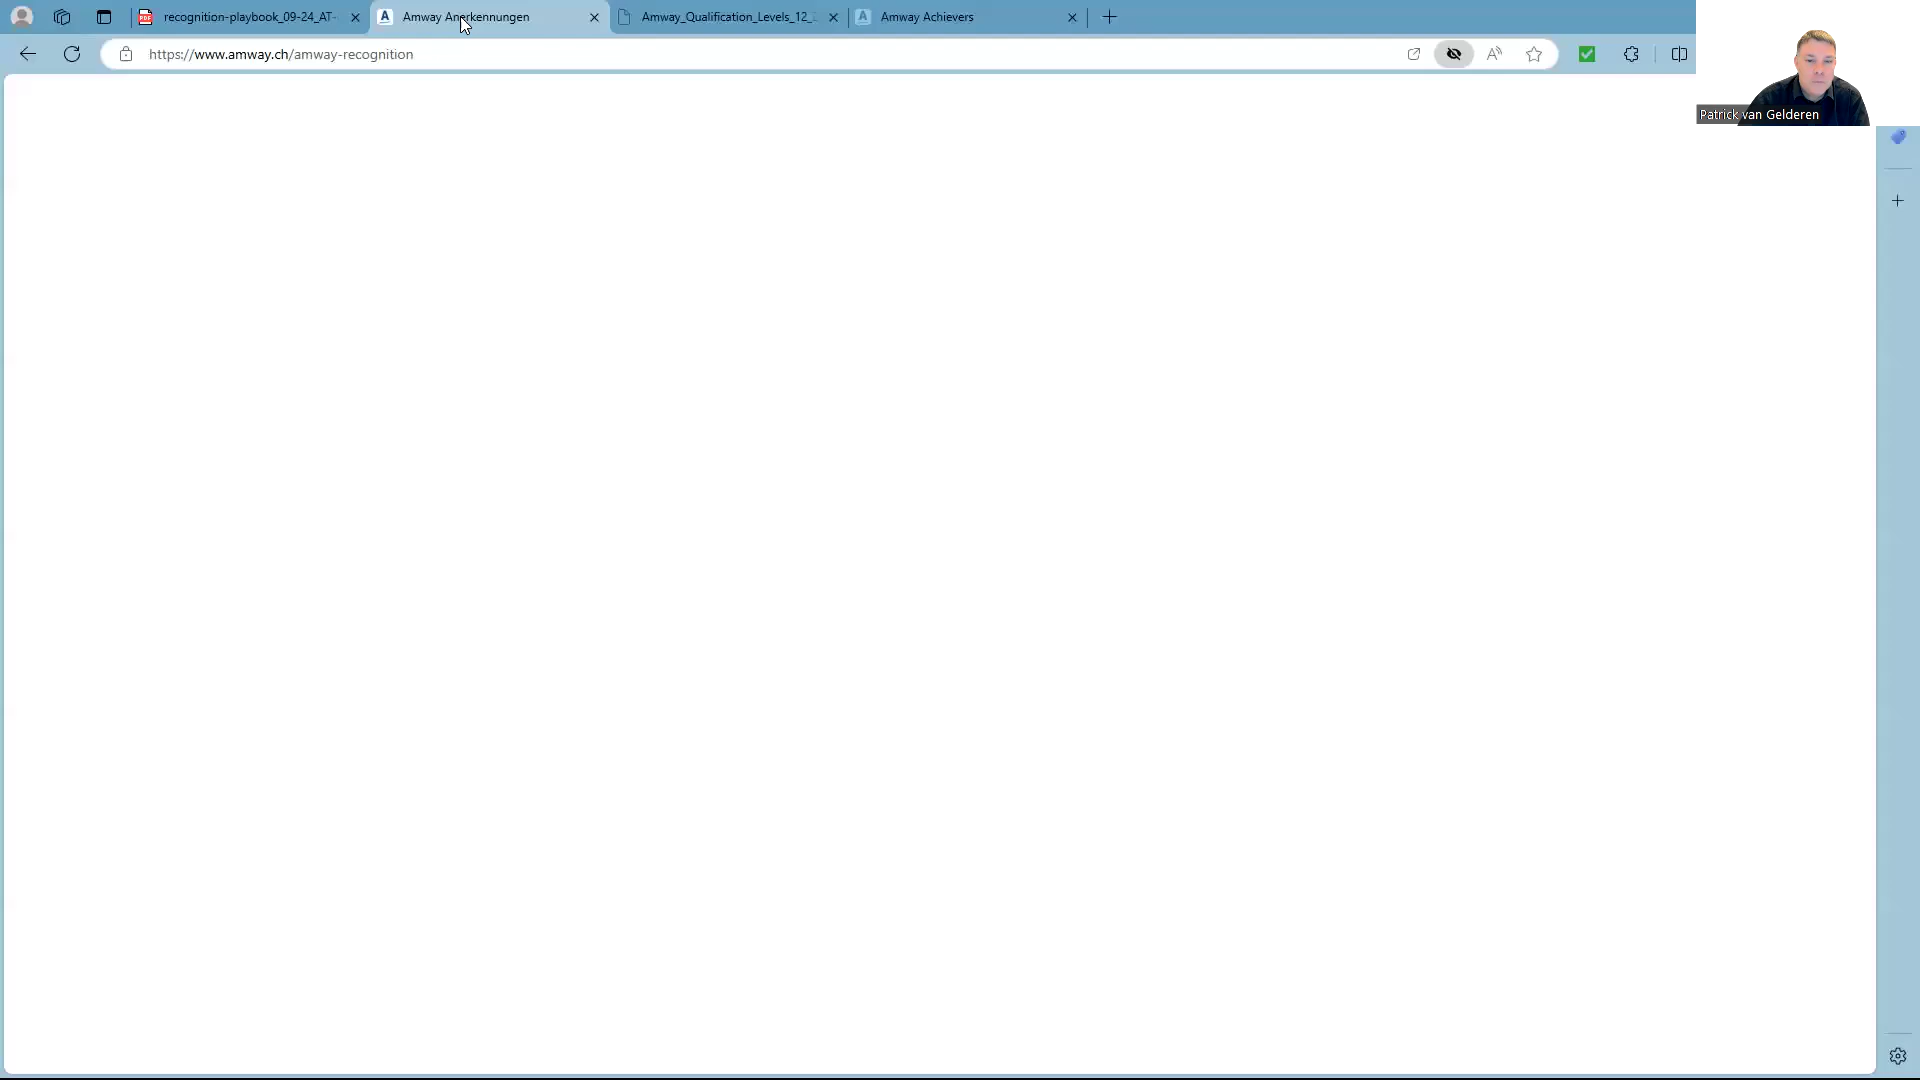 recognition-playbook_09-24_AT-
Amway Anerkennungen
Amway_Qualification_Levels_12_
Amway Achievers
https://www.amway.ch/amway-recognition
Patrick van Gelderen